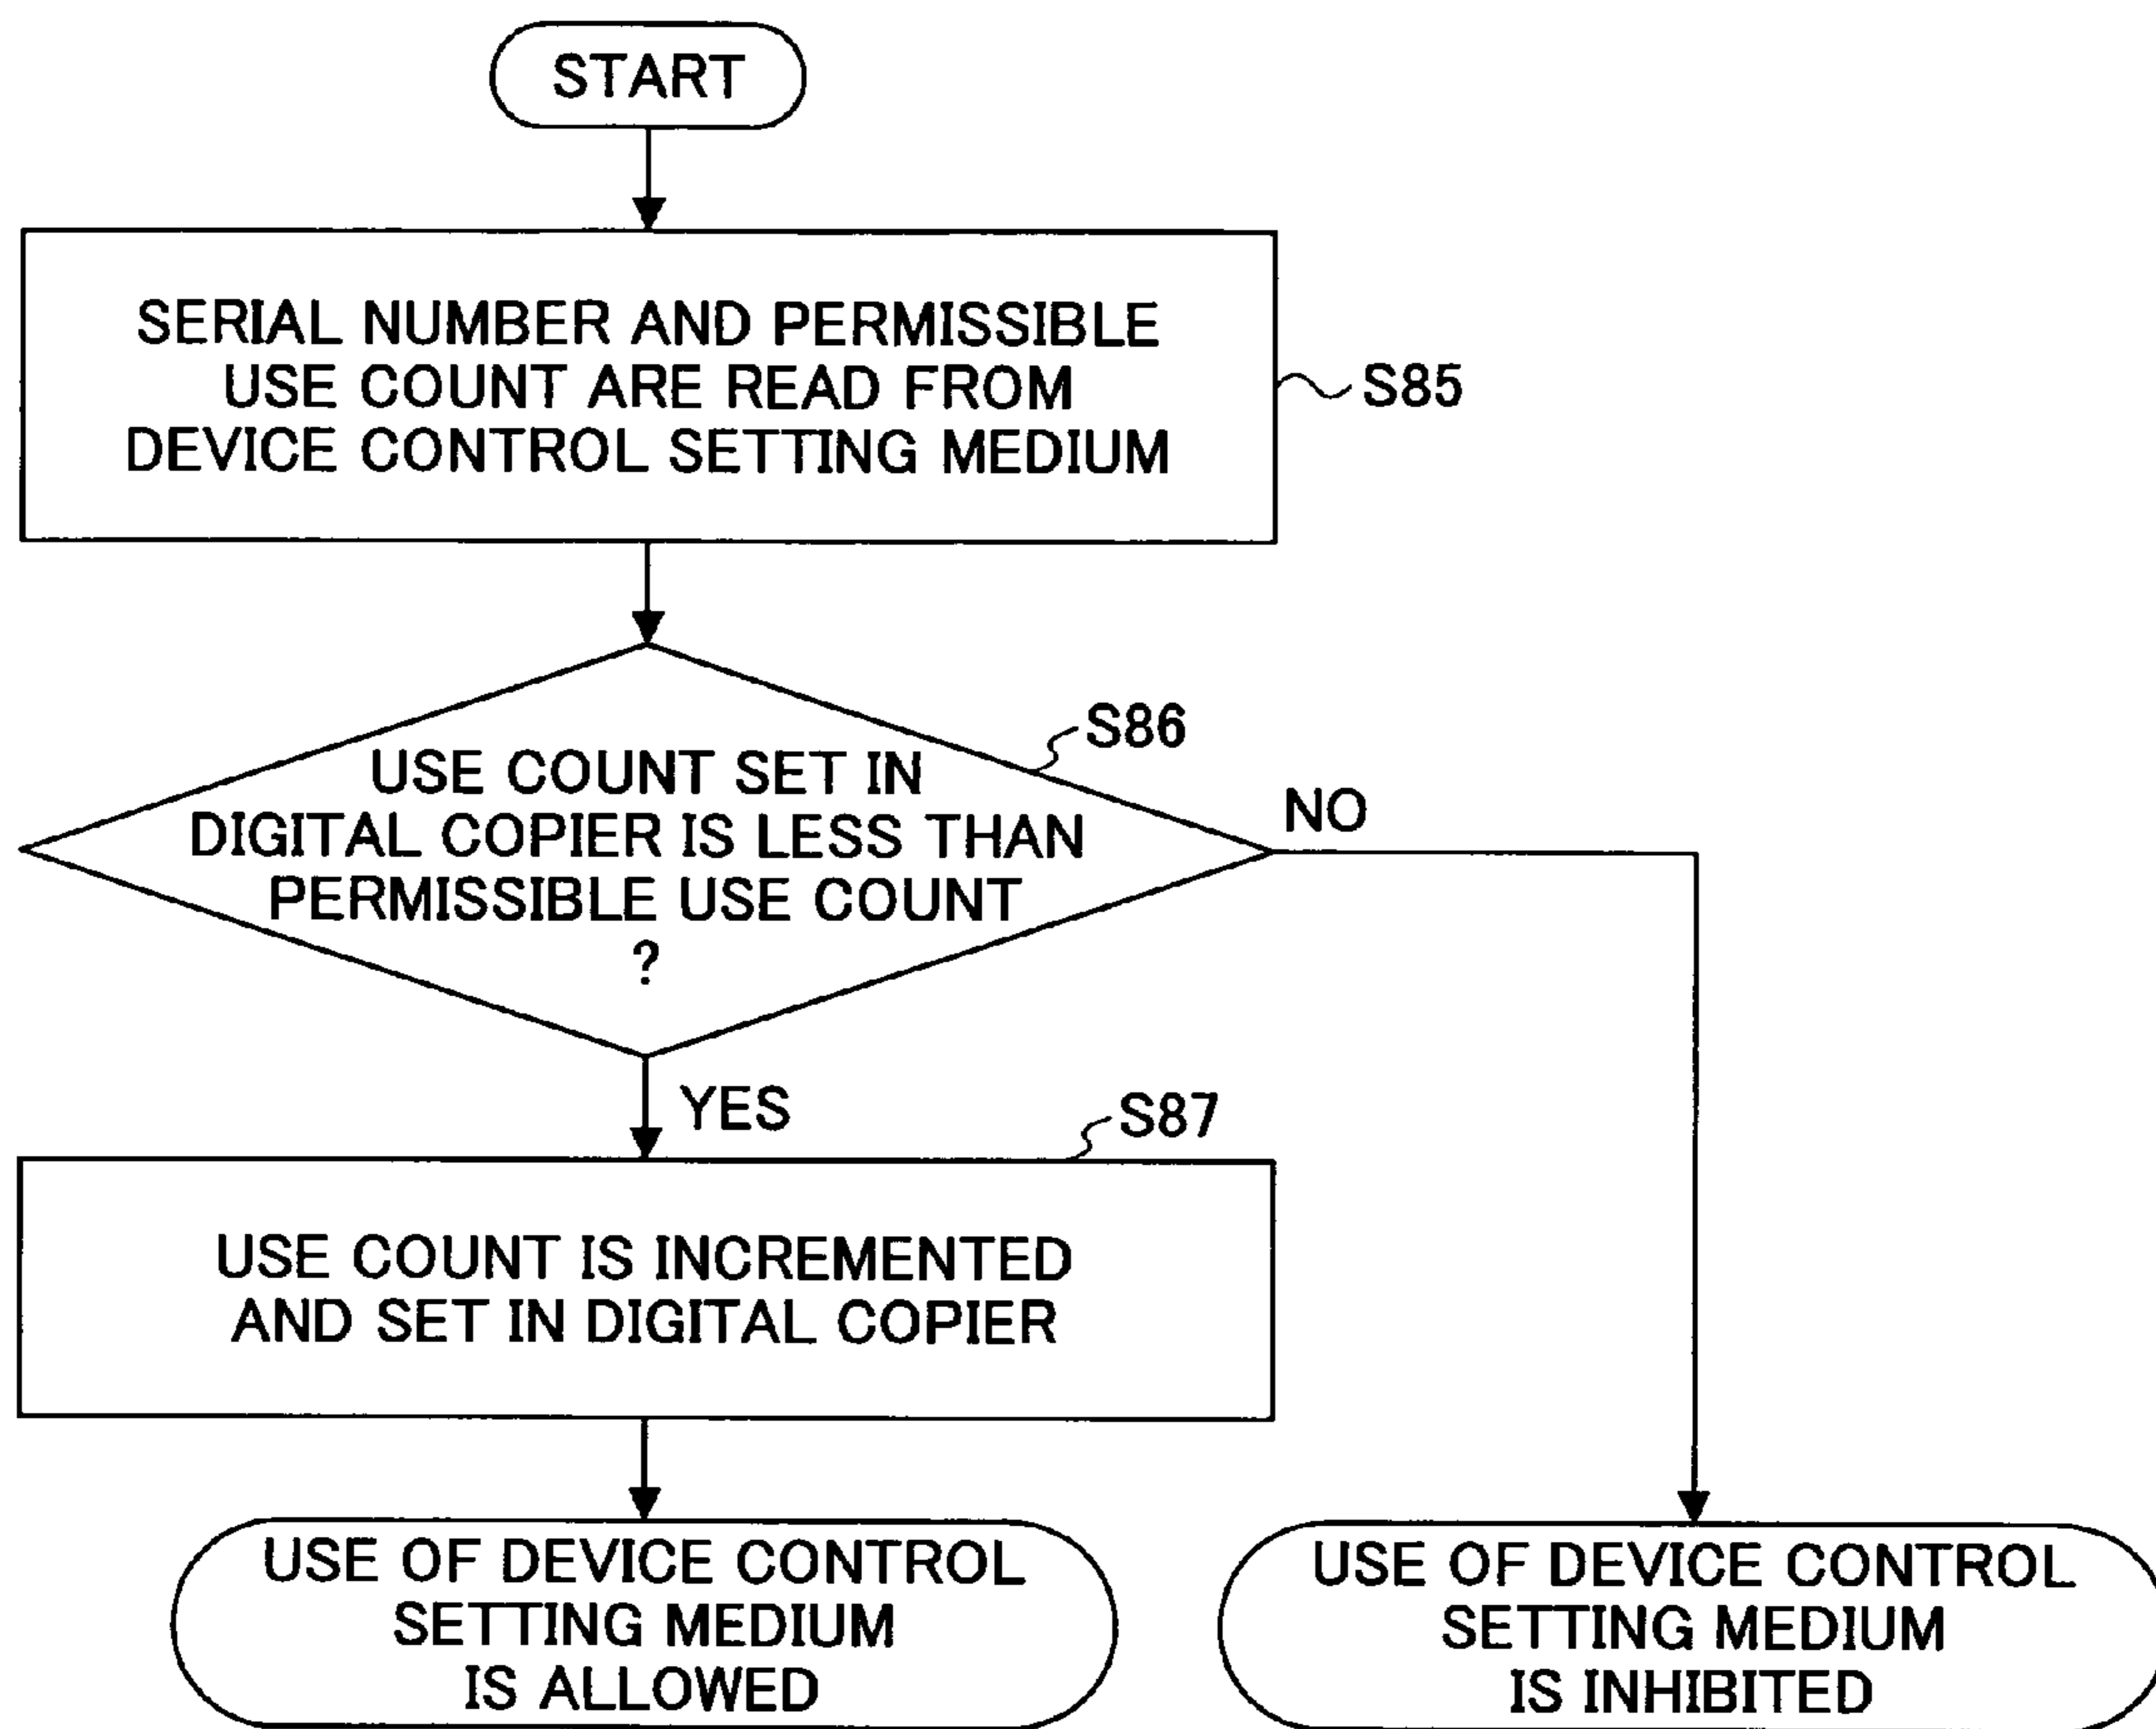 START
SERIAL NUMBER AND PERMISSIBLE
USE COUNT ARE READ FROM
DEVICE CONTROL SETTING MEDIUM
S85
S86
USE COUNT SET IN
DIGITAL COPIER IS LESS THAN
PERMISSIBLE USE COUNT
?
NO
YES
S87
USE COUNT IS INCREMENTED
AND SET IN DIGITAL COPIER
USE OF DEVICE CONTROL
SETTING MEDIUM
IS ALLOWED
USE OF DEVICE CONTROL
SETTING MEDIUM
IS INHIBITED